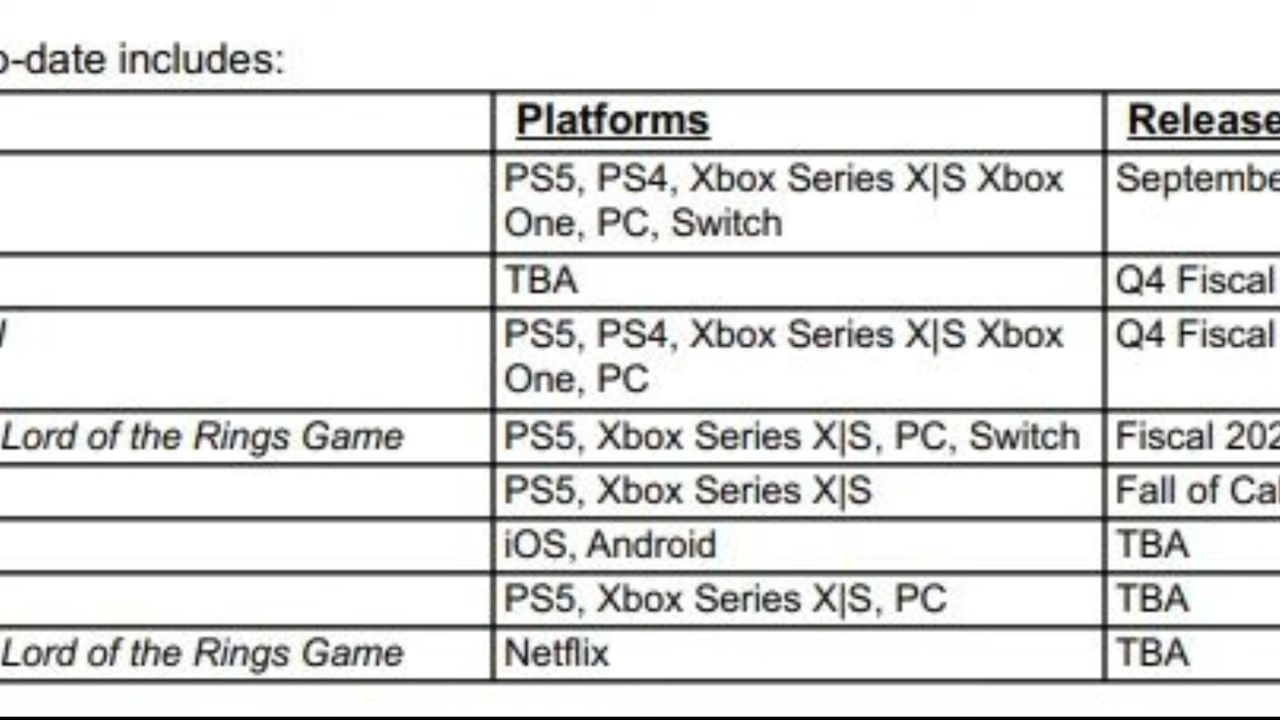 o-date includes:
Platforms Release
PS5, PS4, Xbox Series X|S Xbox Septembe
One, PC, Switch
TBA Q4 Fiscal
PS5, PS4, Xbox Series X|S Xbox Q4 Fiscal
One, PC
Lord of the Rings Game PS5, Xbox Series X|S, PC, Switch Fiscal 202
PS5, Xbox Series X|S Fall of Cal
iOS, Android TBA
PS5, Xbox Series X|S, PC TBA
Lord of the Rings Game Netflix TBA